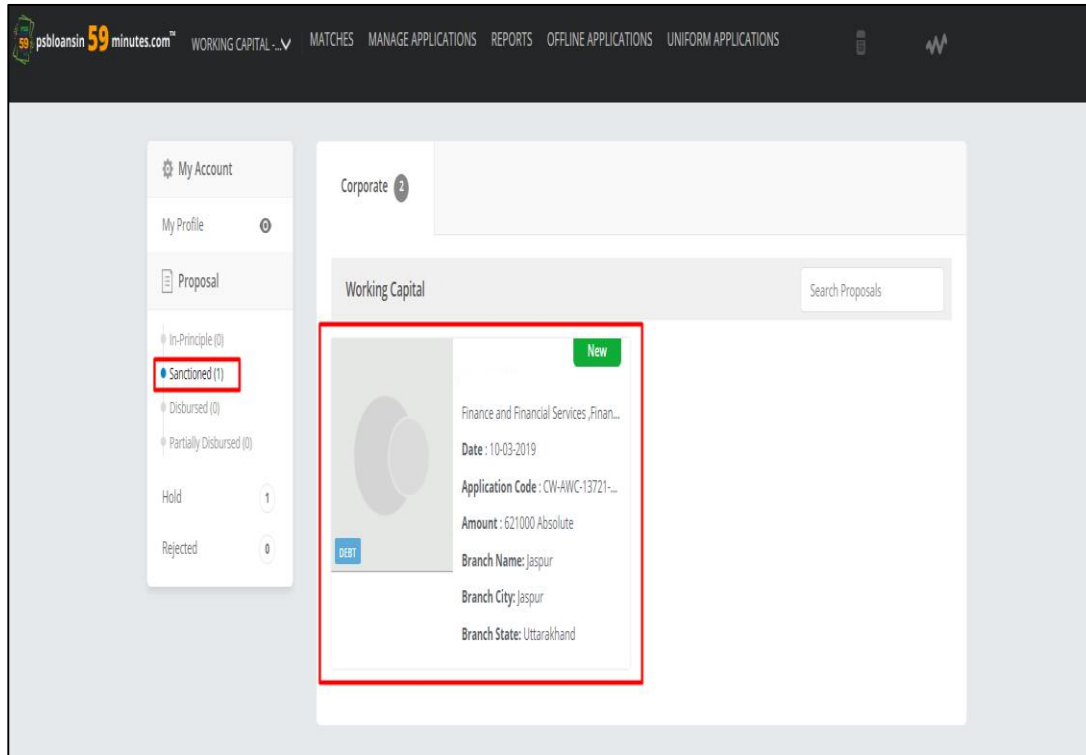 psbloansin 59 minutes.com™ WORKING CAPITAL -... MATCHES MANAGE APPLICATIONS REPORTS OFFLINE APPLICATIONS UNIFORM APPLICATIONS
My Account
My Profile
Proposal
In-Principle (0)
Sanctioned (1)
Disbursed (0)
Partially Disbursed (0)
Hold 1
Rejected 0
Corporate 2
Working Capital
Search Proposals
New
Finance and Financial Services ,Finan...
Date : 10-03-2019
Application Code : CW-AWC-13721-...
Amount : 621000 Absolute
DEBT
Branch Name: Jaspur
Branch City: Jaspur
Branch State: Uttarakhand